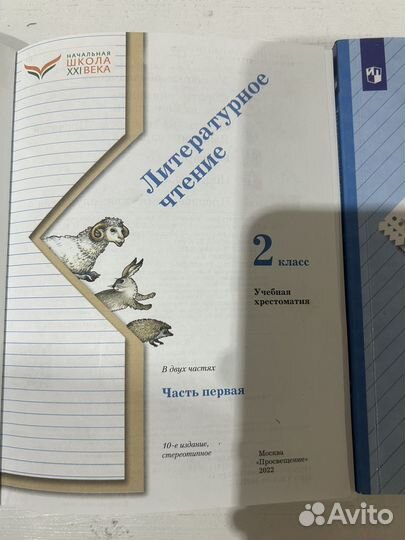 НАЧАЛЬНАЯ
ШКОЛА
XXI ВЕКА
Литературное
чтение
2 класс
Учебная
хрестоматия
В двух частях
Часть первая
10-е издание,
стереотипное
Москва
«Просвещение»
2022
Avito